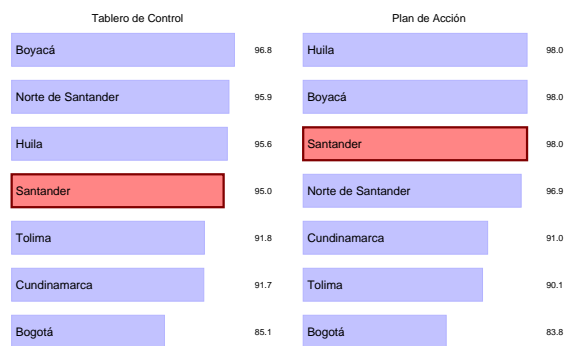 Tablero de Control
Boyacá 96.8
Norte de Santander 95.9
Huila 95.6
Santander 95.0
Tolima 91.8
Cundinamarca 91.7
Bogotá 85.1
Plan de Acción
Huila 98.0
Boyacá 98.0
Santander 98.0
Norte de Santander 96.9
Cundinamarca 91.0
Tolima 90.1
Bogotá 83.8